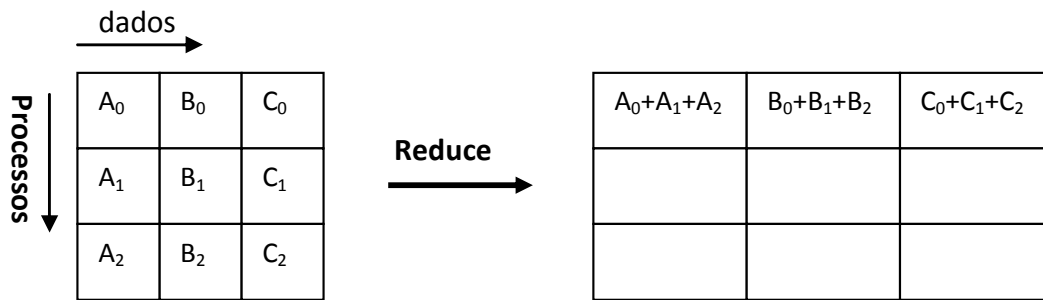 dados
Processos
A₀ B₀ C₀
A₁ B₁ C₁
A₂ B₂ C₂
Reduce
A₀+A₁+A₂ B₀+B₁+B₂ C₀+C₁+C₂